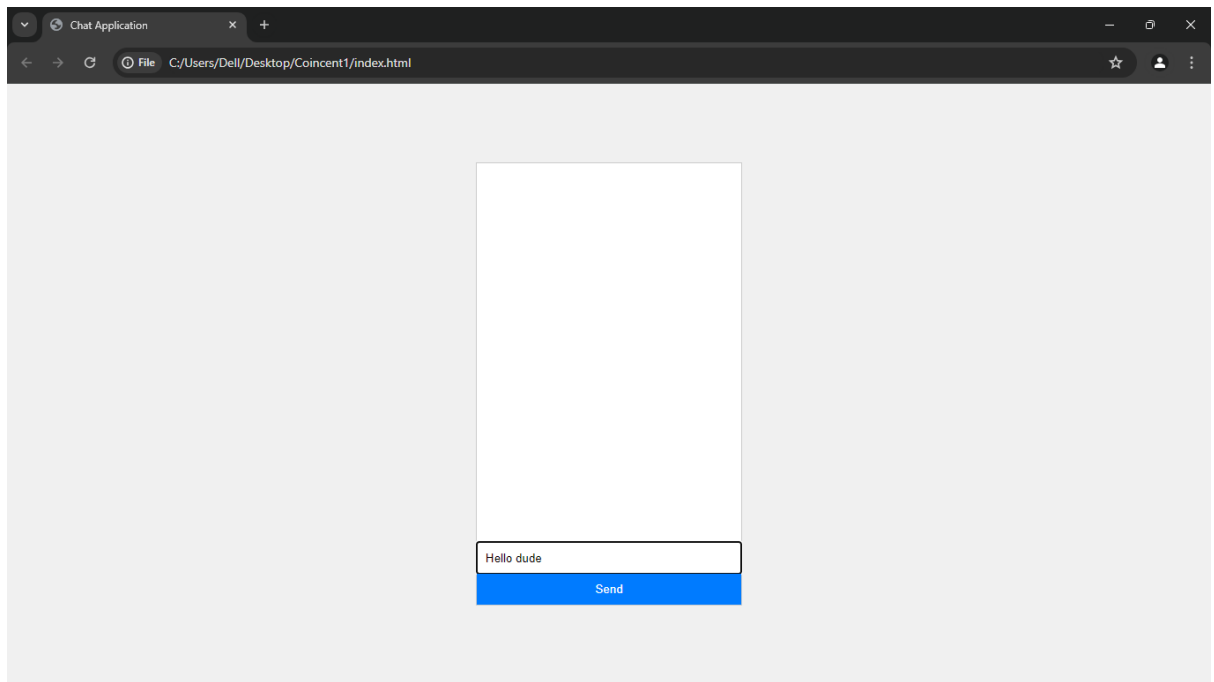 Chat Application
File C:/Users/Dell/Desktop/Coincent1/index.html
Hello dude
Send